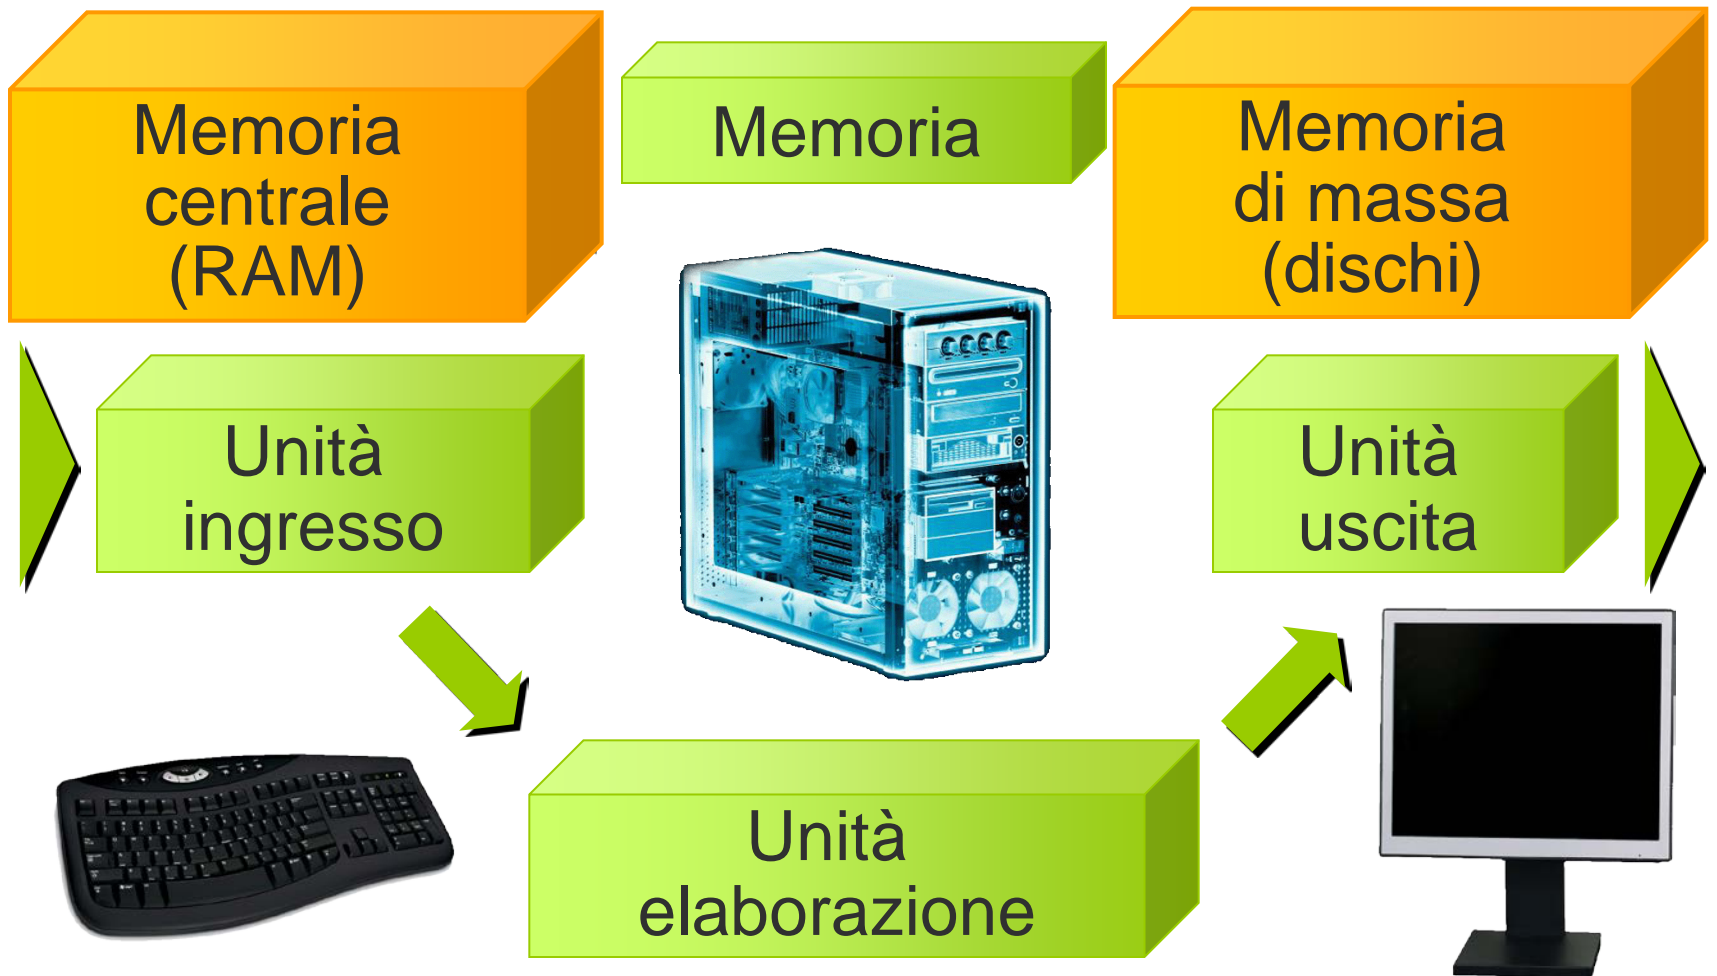 Memoria
centrale
(RAM)
Memoria
Memoria
di massa
(dischi)
Unità
ingresso
Unità
uscita
Unità
elaborazione